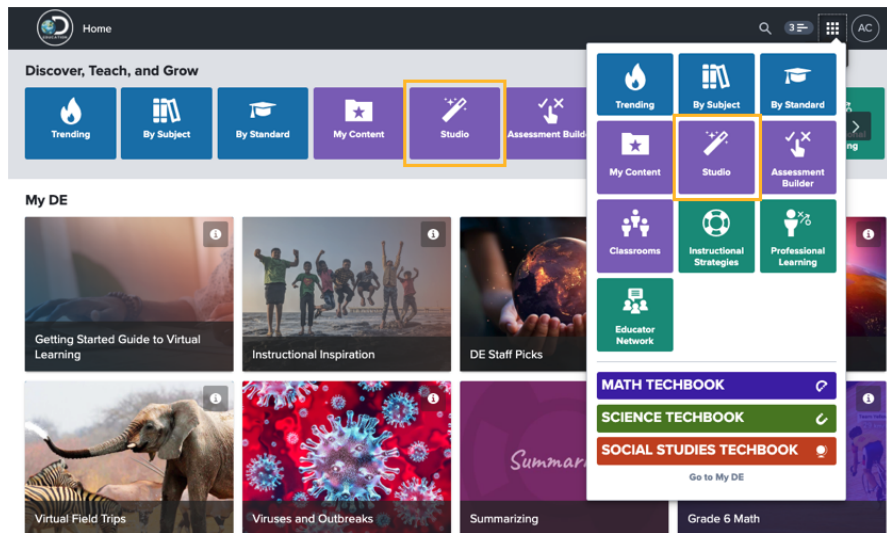 Home
3
AC
Discover, Teach, and Grow
Trending
By Subject
By Standard
My Content
Studio
Assessment Build
ng
My DE
Getting Started Guide to Virtual
Learning
Instructional Inspiration
DE Staff Picks
Virtual Field Trips
Viruses and Outbreaks
Summari
Summarizing
Grade 6 Math
Trending
By Subject
By Standard
My Content
Studio
Assessment
Builder
Classrooms
Instructional
Strategies
Professional
Learning
Educator
Network
MATH TECHBOOK
SCIENCE TECHBOOK
SOCIAL STUDIES TECHBOOK
Go to My DE